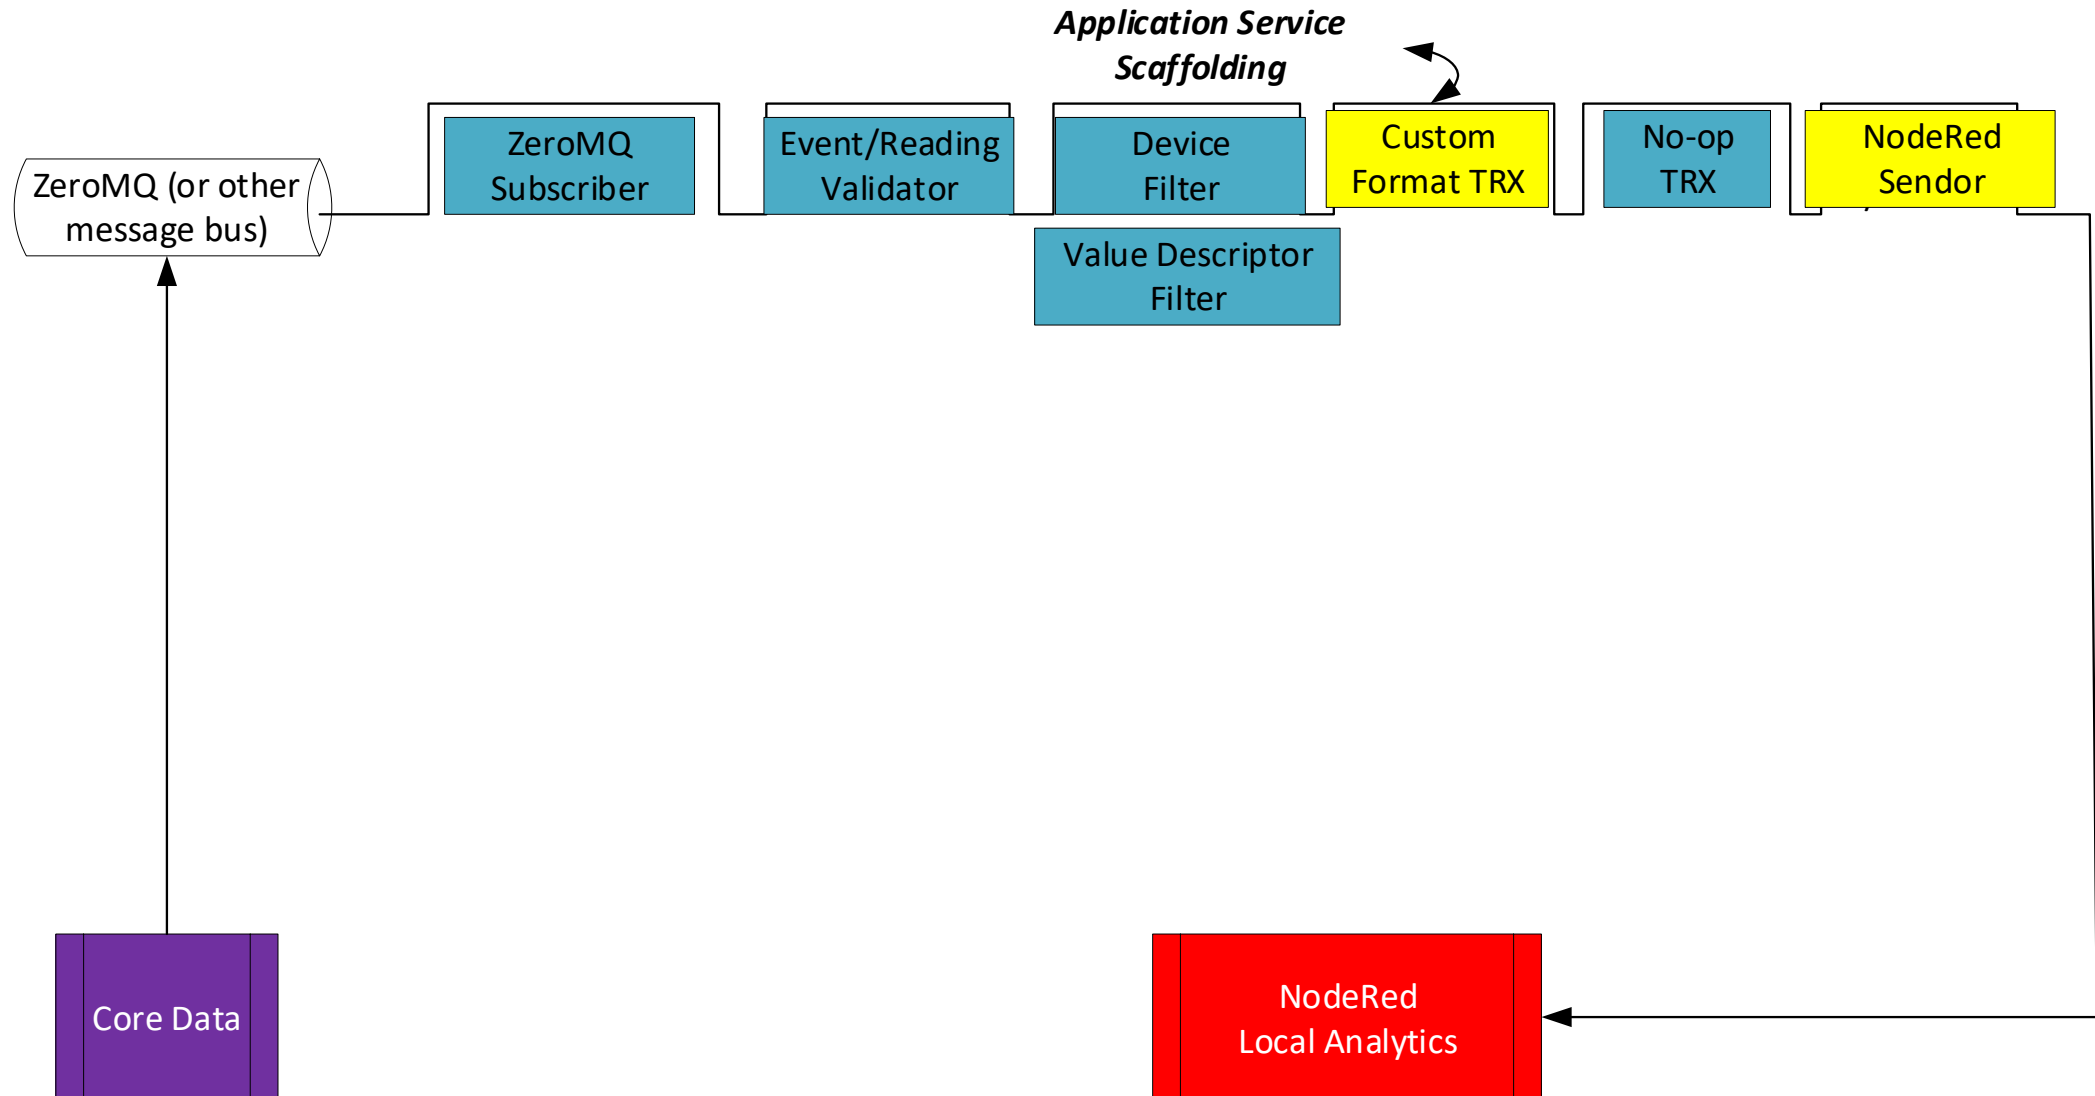 Application Service
Scaffolding
ZeroMQ (or other
message bus)
ZeroMQ
Subscriber
Event/Reading
Validator
Device
Filter
Value Descriptor
Filter
Custom
Format TRX
No-op
TRX
NodeRed
Sendor
Core Data
NodeRed
Local Analytics